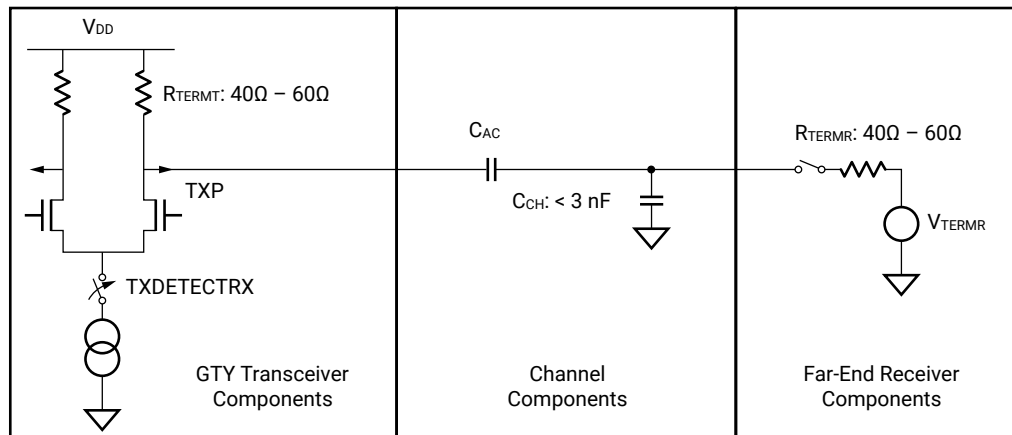 VDD
RTERMT: 40Ω – 60Ω
TXP
TXDETECTRX
GTY Transceiver
Components
CAC
CCH: < 3 nF
Channel
Components
RTERMR: 40Ω – 60Ω
VTERMR
Far-End Receiver
Components